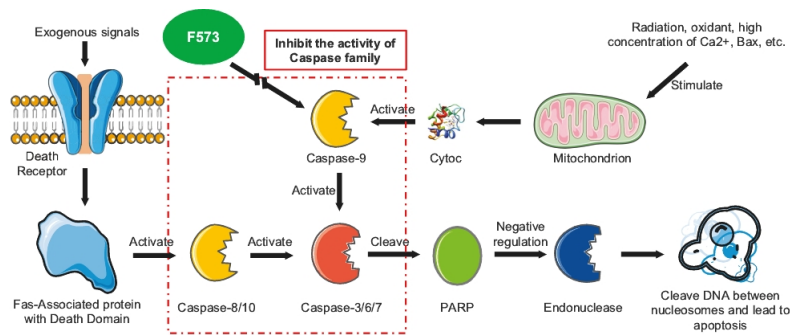 Exogenous signals
F573
Inhibit the activity of
Caspase family
Radiation, oxidant, high
concentration of Ca2+, Bax, etc.
Stimulate
Activate
Death
Receptor
Caspase-9
Cytoc
Mitochondrion
Activate
Activate
Activate
Cleave
Negative
regulation
Fas-Associated protein
with Death Domain
Caspase-8/10
Caspase-3/6/7
PARP
Endonuclease
Cleave DNA between
nucleosomes and lead to
apoptosis